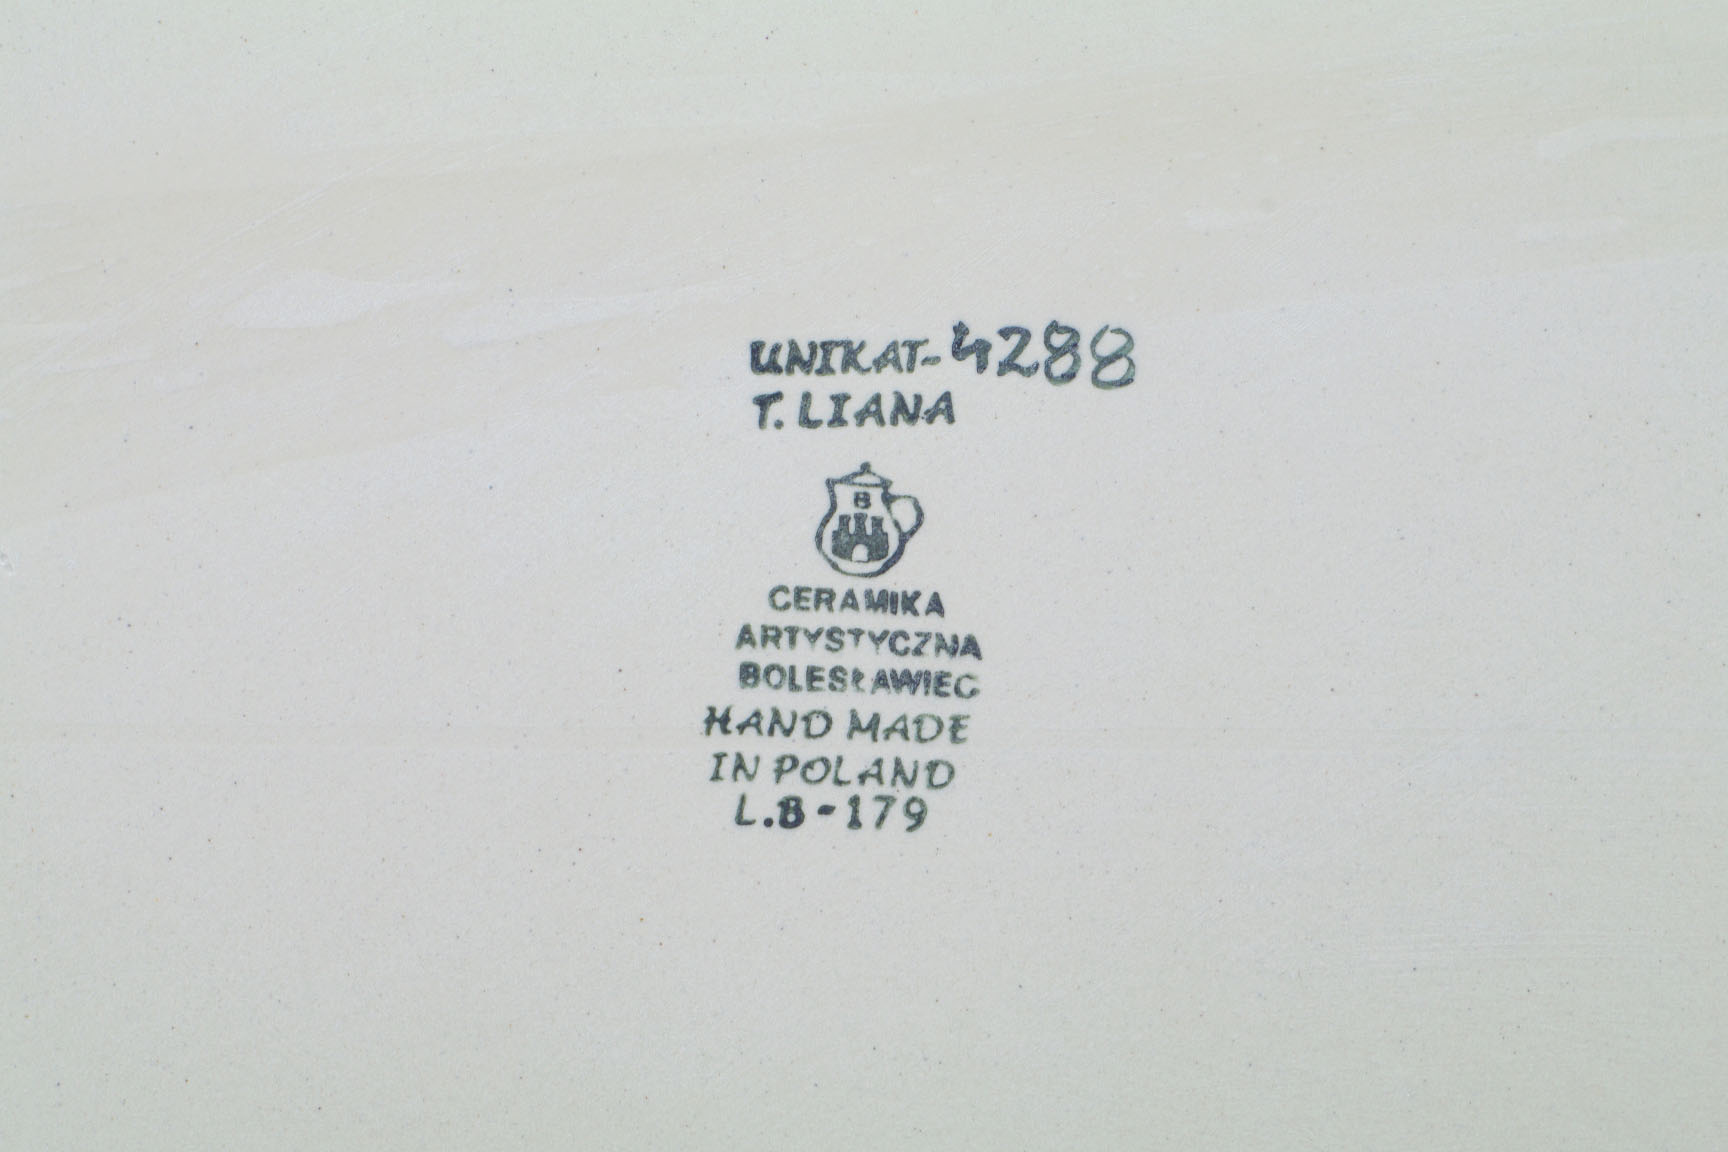 UNIKAT-4288
T. LIANA
B
CERAMIKA
ARTYSTYCZNA
BOLESŁAWIEC
HAND MADE
IN POLAND
L.B-179